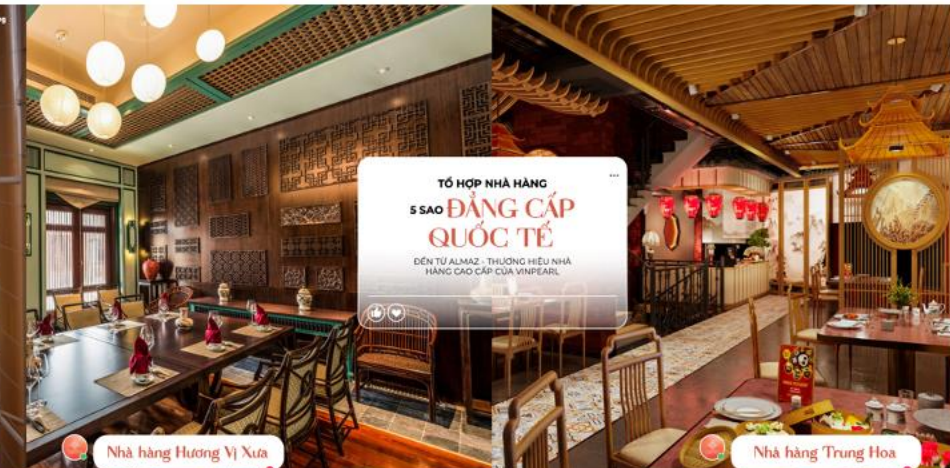 TỔ HỢP NHÀ HÀNG
5 SAO ĐẲNG CẤP
QUỐC TẾ
ĐẾN TỪ ALMAZ - THƯƠNG HIỆU NHÀ
HÀNG CAO CẤP CỦA VINPEARL
Nhà hàng Hương Vị Xưa
Nhà hàng Trung Hoa